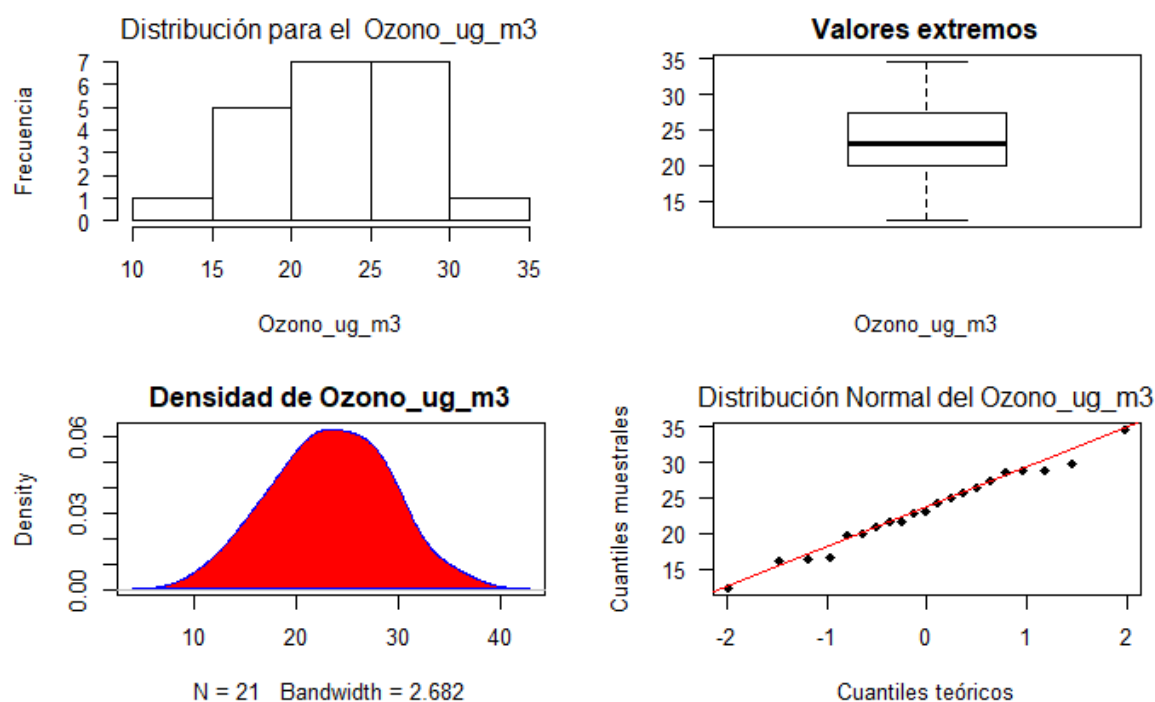 Distribución para el Ozono_ug_m3
Frecuencia
7
6
5
4
3
2
1
0
10 15 20 25 30 35
Ozono_ug_m3
Valores extremos
35
30
25
20
15
Ozono_ug_m3
Densidad de Ozono_ug_m3
Density
0.06
0.03
0.00
10 20 30 40
N = 21 Bandwidth = 2.682
Distribución Normal del Ozono_ug_m3
Cuantiles muestrales
35
30
25
20
15
-2 -1 0 1 2
Cuantiles teóricos